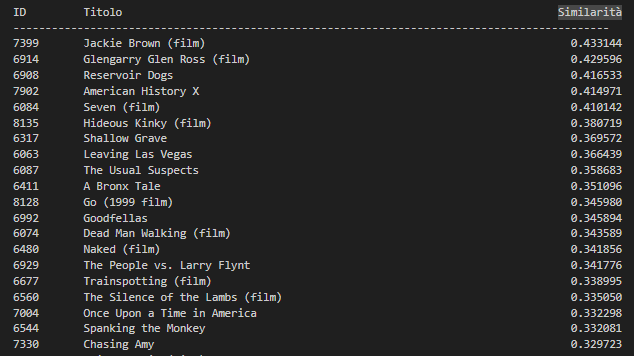 ID Titolo Similarità
--------------------------------------------------------------------------------------------
7399 Jackie Brown (film) 0.433144
6914 Glengarry Glen Ross (film) 0.429596
6908 Reservoir Dogs 0.416533
7902 American History X 0.414971
6084 Seven (film) 0.410142
8135 Hideous Kinky (film) 0.380719
6317 Shallow Grave 0.369572
6063 Leaving Las Vegas 0.366439
6087 The Usual Suspects 0.358683
6411 A Bronx Tale 0.351096
8128 Go (1999 film) 0.345980
6992 Goodfellas 0.345894
6074 Dead Man Walking (film) 0.343589
6480 Naked (film) 0.341856
6929 The People vs. Larry Flynt 0.341776
6677 Trainspotting (film) 0.338995
6560 The Silence of the Lambs (film) 0.335050
7004 Once Upon a Time in America 0.332298
6544 Spanking the Monkey 0.332081
7330 Chasing Amy 0.329723